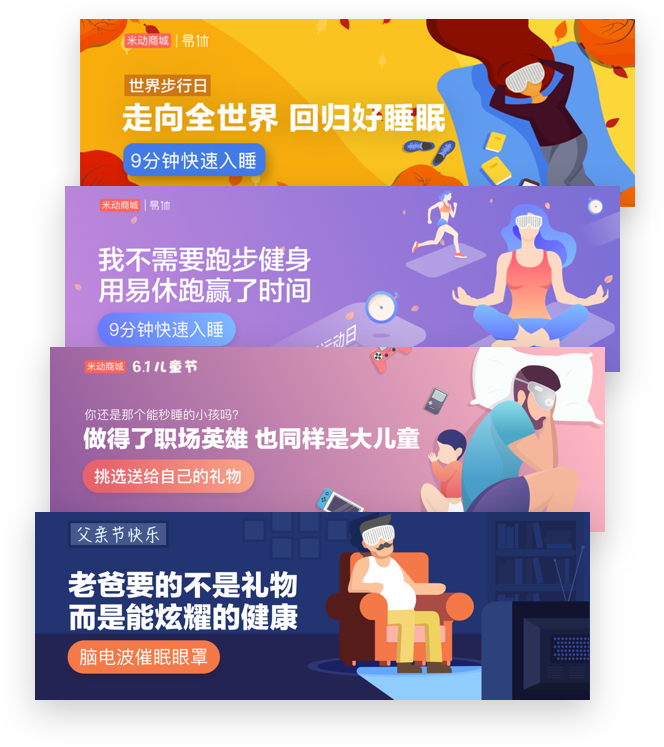 米动商城 | 易休
世界步行日
走向全世界 回归好睡眠
9分钟快速入睡
米动商城 | 易休
我不需要跑步健身
用易休跑赢了时间
9分钟快速入睡
运动日
米动商城 6.1儿童节
你还是那个能秒睡的小孩吗?
做得了职场英雄 也同样是大儿童
挑选送给自己的礼物
父亲节快乐
老爸要的不是礼物
而是能炫耀的健康
脑电波催眠眼罩